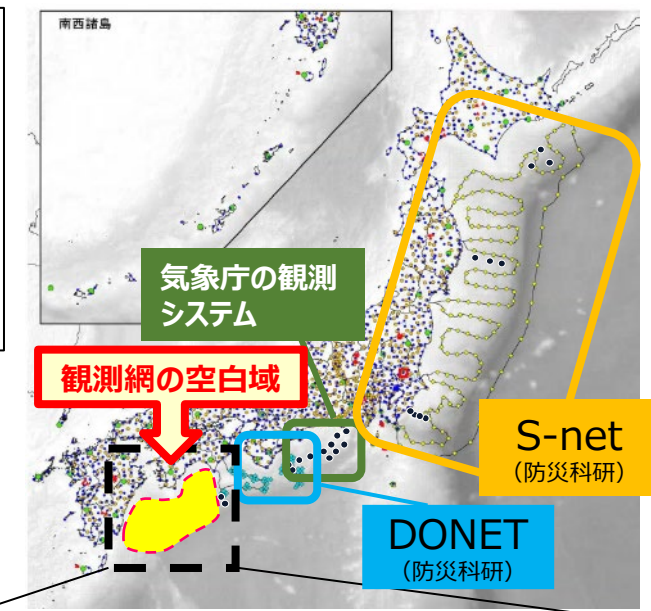 南西諸島
気象庁の観測
システム
観測網の空白域
S-net
(防災科研)
DONET
(防災科研)